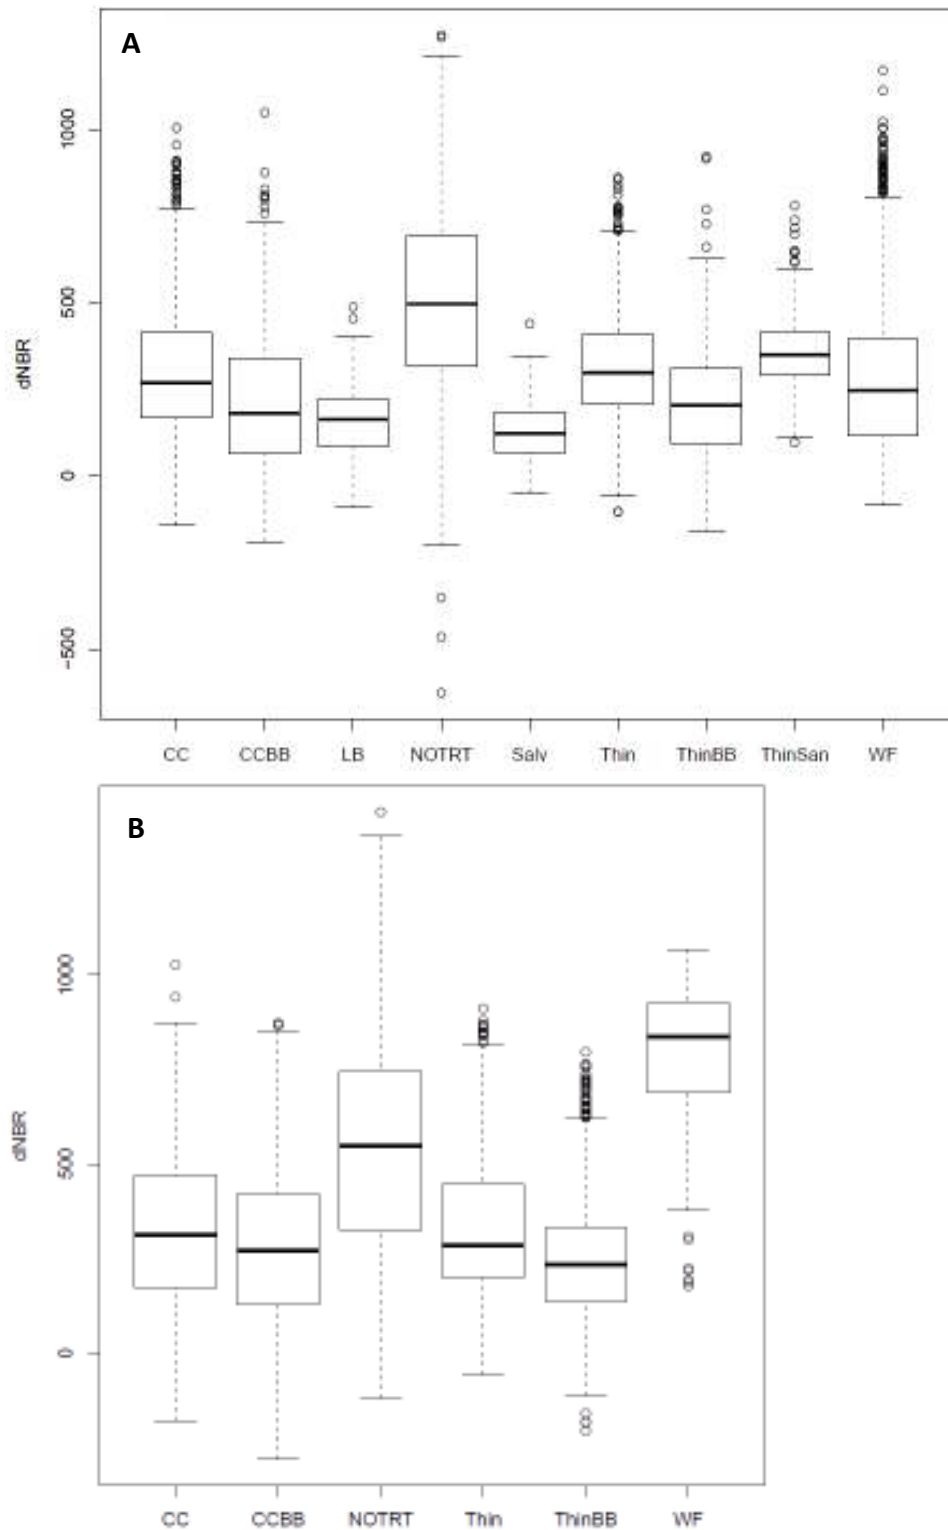 A
dNBR
1000
500
0
−500
CC CCBB LB NOTRT Salv Thin ThinBB ThinSan WF
B
dNBR
1000
500
0
CC CCBB NOTRT Thin ThinBB WF